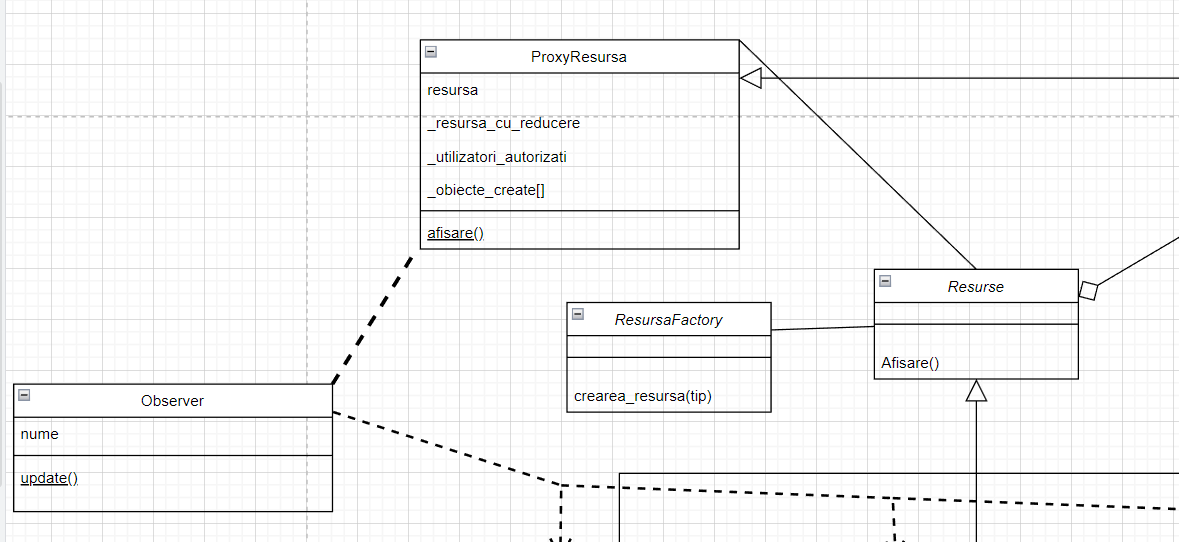 ProxyResursa
resursa
_resursa_cu_reducere
_utilizatori_autorizati
_obiecte_create[]
afisare()
Resurse
Afisare()
ResursaFactory
crearea_resursa(tip)
Observer
nume
update()